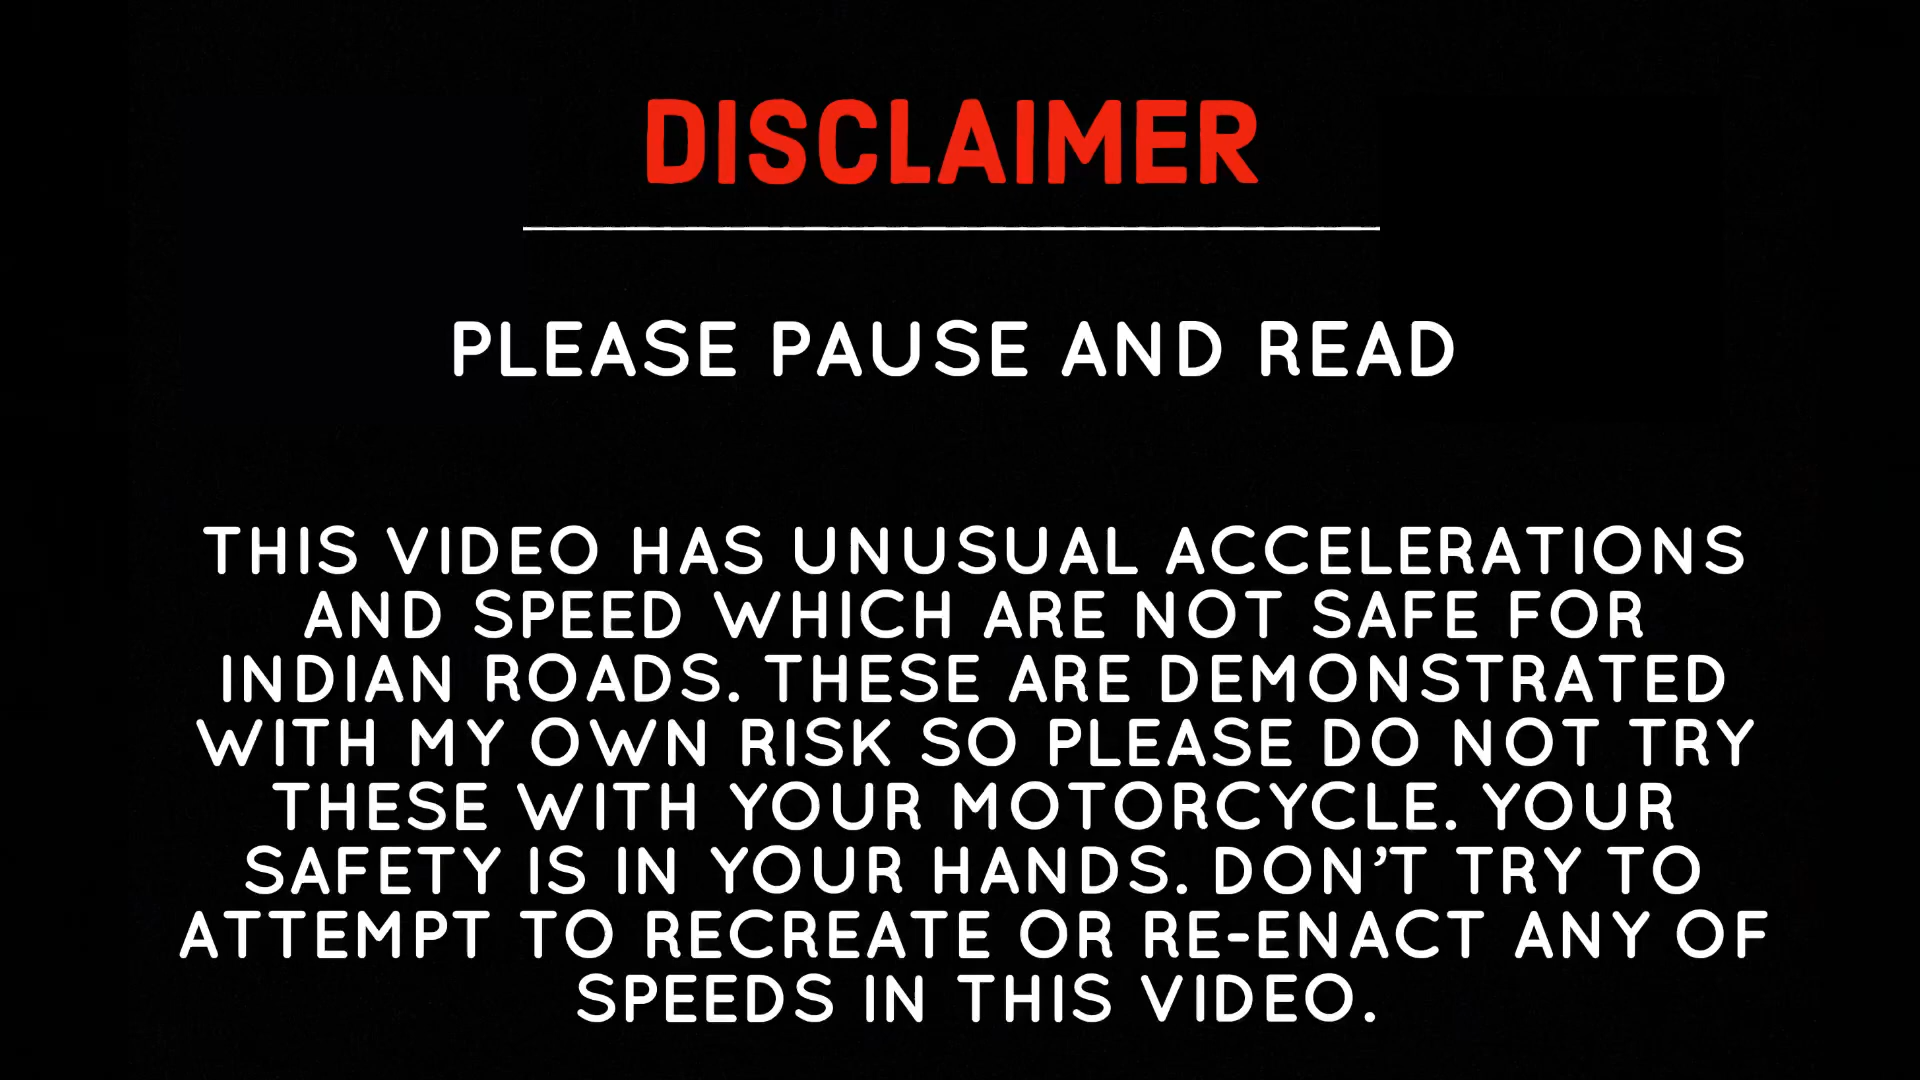 DISCLAIMER
PLEASE PAUSE AND READ
THIS VIDEO HAS UNUSUAL ACCELERATIONS
AND SPEED WHICH ARE NOT SAFE FOR
INDIAN ROADS. THESE ARE DEMONSTRATED
WITH MY OWN RISK SO PLEASE DO NOT TRY
THESE WITH YOUR MOTORCYCLE. YOUR
SAFETY IS IN YOUR HANDS. DON’T TRY TO
ATTEMPT TO RECREATE OR RE-ENACT ANY OF
SPEEDS IN THIS VIDEO.